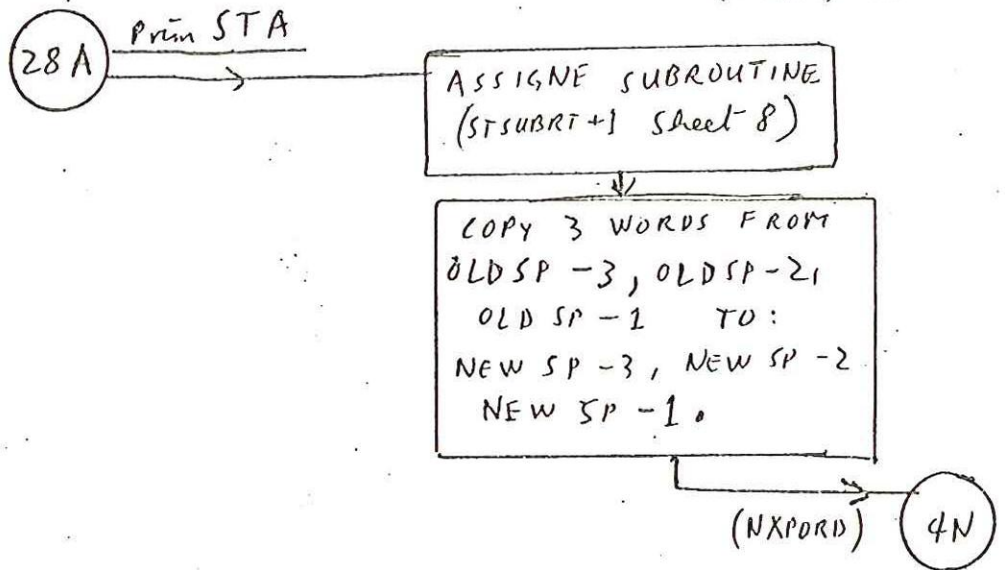 28A
Prim STA
ASSIGNE SUBROUTINE
(STSUBRT+1 Sheet 8)
COPY 3 WORDS FROM
OLDSP -3, OLDSP-2,
OLD SP -1 TO:
NEW SP -3, NEW SP -2
NEW SP -1.
(NXPORD)
4N